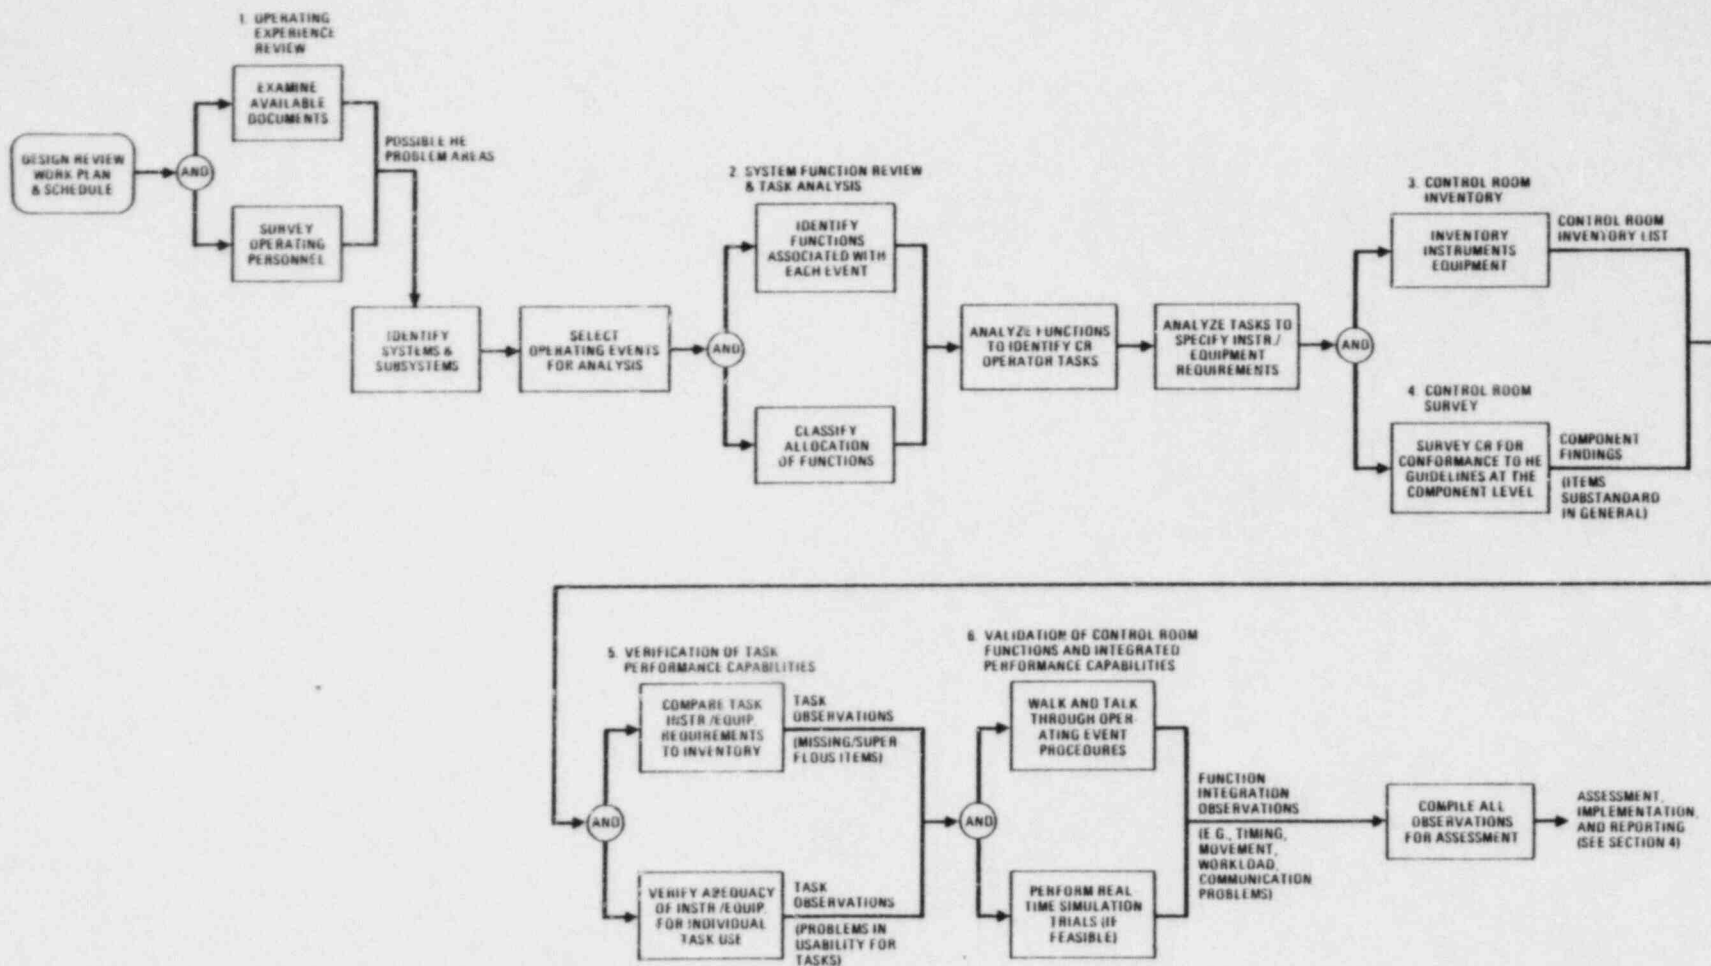 1. OPERATING
EXPERIENCE
REVIEW
EXAMINE
AVAILABLE
DOCUMENTS
DESIGN REVIEW
WORK PLAN
& SCHEDULE
AND
POSSIBLE HE
PROBLEM AREAS
SURVEY
OPERATING
PERSONNEL
IDENTIFY
SYSTEMS &
SUBSYSTEMS
SELECT
OPERATING EVENTS
FOR ANALYSIS
2. SYSTEM FUNCTION REVIEW
& TASK ANALYSIS
IDENTIFY
FUNCTIONS
ASSOCIATED WITH
EACH EVENT
AND
CLASSIFY
ALLOCATION
OF FUNCTIONS
ANALYZE FUNCTIONS
TO IDENTIFY CR
OPERATOR TASKS
ANALYZE TASKS TO
SPECIFY INSTR./
EQUIPMENT
REQUIREMENTS
AND
3. CONTROL ROOM
INVENTORY
INVENTORY
INSTRUMENTS
EQUIPMENT
CONTROL ROOM
INVENTORY LIST
4. CONTROL ROOM
SURVEY
SURVEY CR FOR
CONFORMANCE TO HE
GUIDELINES AT THE
COMPONENT LEVEL
COMPONENT
FINDINGS
(ITEMS
SUBSTANDARD
IN GENERAL)
5. VERIFICATION OF TASK
PERFORMANCE CAPABILITIES
AND
COMPARE TASK
INSTR./EQUIP.
REQUIREMENTS
TO INVENTORY
TASK
OBSERVATIONS
(MISSING/SUPER
FLOUS ITEMS)
VERIFY ADEQUACY
OF INSTR./EQUIP.
FOR INDIVIDUAL
TASK USE
TASK
OBSERVATIONS
(PROBLEMS IN
USABILITY FOR
TASKS)
6. VALIDATION OF CONTROL ROOM
FUNCTIONS AND INTEGRATED
PERFORMANCE CAPABILITIES
AND
WALK AND TALK
THROUGH OPER
ATING EVENT
PROCEDURES
PERFORM REAL
TIME SIMULATION
TRIALS (IF
FEASIBLE)
FUNCTION
INTEGRATION
OBSERVATIONS
(E.G., TIMING,
MOVEMENT,
WORKLOAD,
COMMUNICATION
PROBLEMS)
COMPILE ALL
OBSERVATIONS
FOR ASSESSMENT
ASSESSMENT,
IMPLEMENTATION,
AND REPORTING
(SEE SECTION 4)